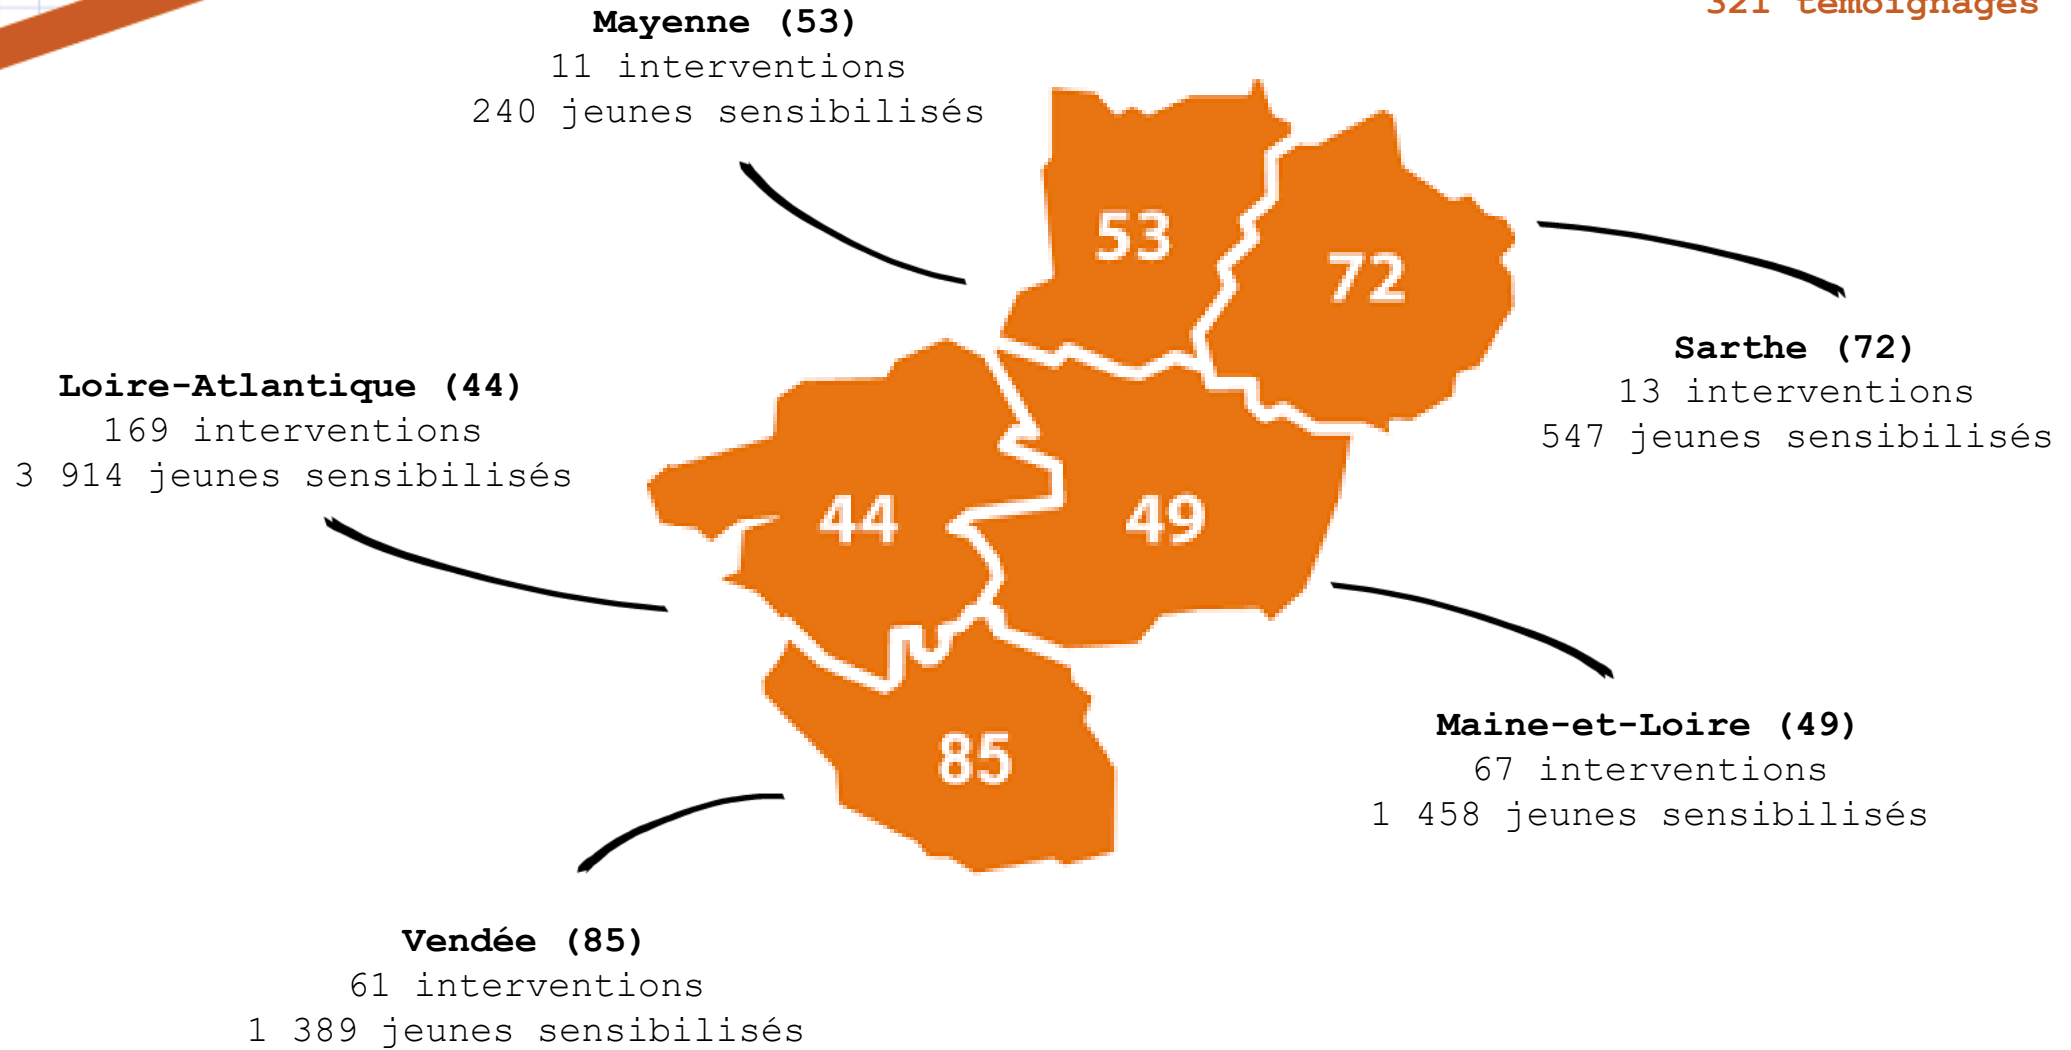 321 témoignages
Mayenne (53)
11 interventions
240 jeunes sensibilisés
53
72
Sarthe (72)
13 interventions
547 jeunes sensibilisés
Loire-Atlantique (44)
169 interventions
3 914 jeunes sensibilisés
44
49
Maine-et-Loire (49)
67 interventions
1 458 jeunes sensibilisés
85
Vendée (85)
61 interventions
1 389 jeunes sensibilisés